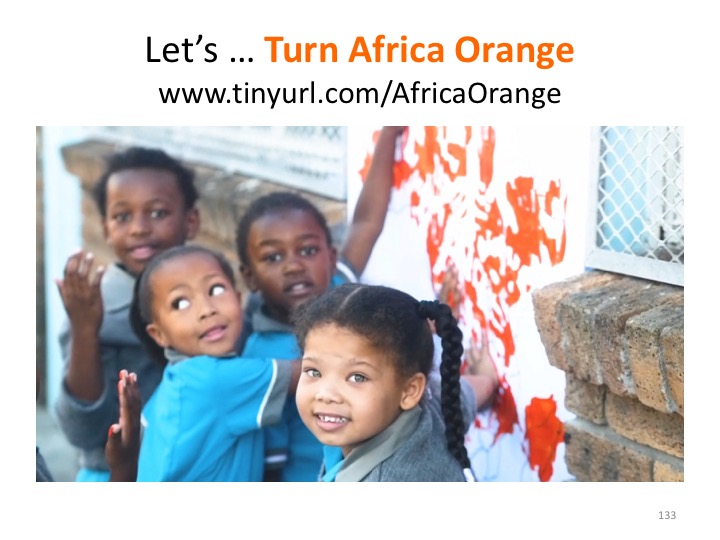 Let’s … Turn Africa Orange
www.tinyurl.com/AfricaOrange
133